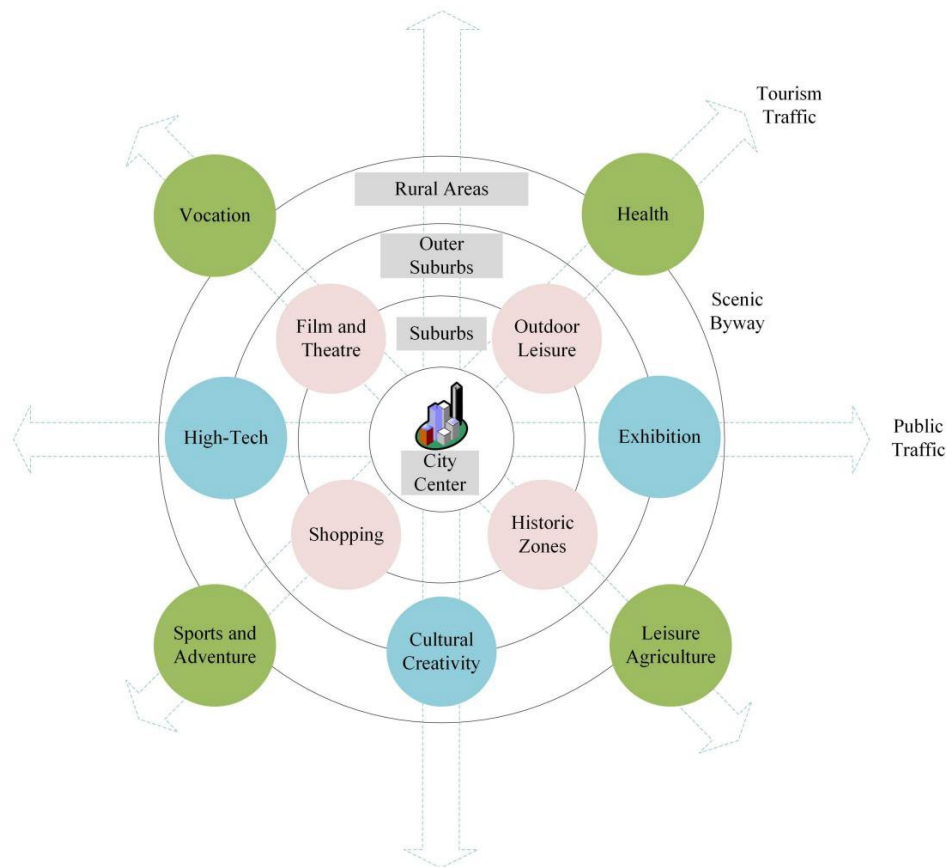 Tourism
Traffic
Rural Areas
Vocation
Health
Outer
Suburbs
Scenic
Byway
Film and
Theatre
Suburbs
Outdoor
Leisure
High-Tech
City
Center
Exhibition
Public
Traffic
Shopping
Historic
Zones
Sports and
Adventure
Cultural
Creativity
Leisure
Agriculture